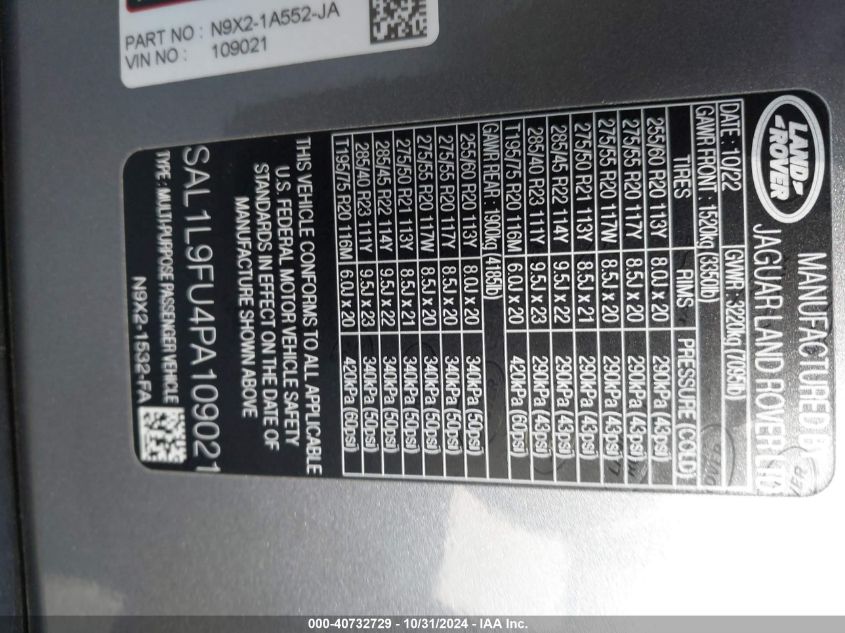 PART NO : N9X2-1A552-JA
VIN NO : 109021
LAND-
ROVER
MANUFACTURED
JAGUAR LAND ROVER
DATE : 10/22 GVWR : 3220kg (7095lb)
GAWR FRONT : 1520kg (3350lb)
TIRES RIMS PRESSURE (COLD)
255/60 R20 113Y 8.0J x 20 290kPa (43psi)
275/55 R20 117Y 8.5J x 20 290kPa (43psi)
275/55 R20 117W 8.5J x 20 290kPa (43psi)
275/50 R21 113Y 8.5J x 21 290kPa (43psi)
285/45 R22 114Y 9.5J x 22 290kPa (43psi)
285/40 R23 111Y 9.5J x 23 290kPa (43psi)
T195/75 R20 116M 6.0J x 20 420kPa (60psi)
GAWR REAR : 1900kg (4185lb)
255/60 R20 113Y 8.0J x 20 340kPa (50psi)
275/55 R20 117Y 8.5J x 20 340kPa (50psi)
275/55 R20 117W 8.5J x 20 340kPa (50psi)
275/50 R21 113Y 8.5J x 21 340kPa (50psi)
285/45 R22 114Y 9.5J x 22 340kPa (50psi)
285/40 R23 111Y 9.5J x 23 340kPa (50psi)
T195/75 R20 116M 6.0J x 20 420kPa (60psi)
THIS VEHICLE CONFORMS TO ALL APPLICABLE
U.S. FEDERAL MOTOR VEHICLE SAFETY
STANDARDS IN EFFECT ON THE DATE OF
MANUFACTURE SHOWN ABOVE
SAL1L9FU4PA109021
TYPE : MULTI-PURPOSE PASSENGER VEHICLE
N9X2-1532-FA
000-40732729 - 10/31/2024 - IAA Inc.